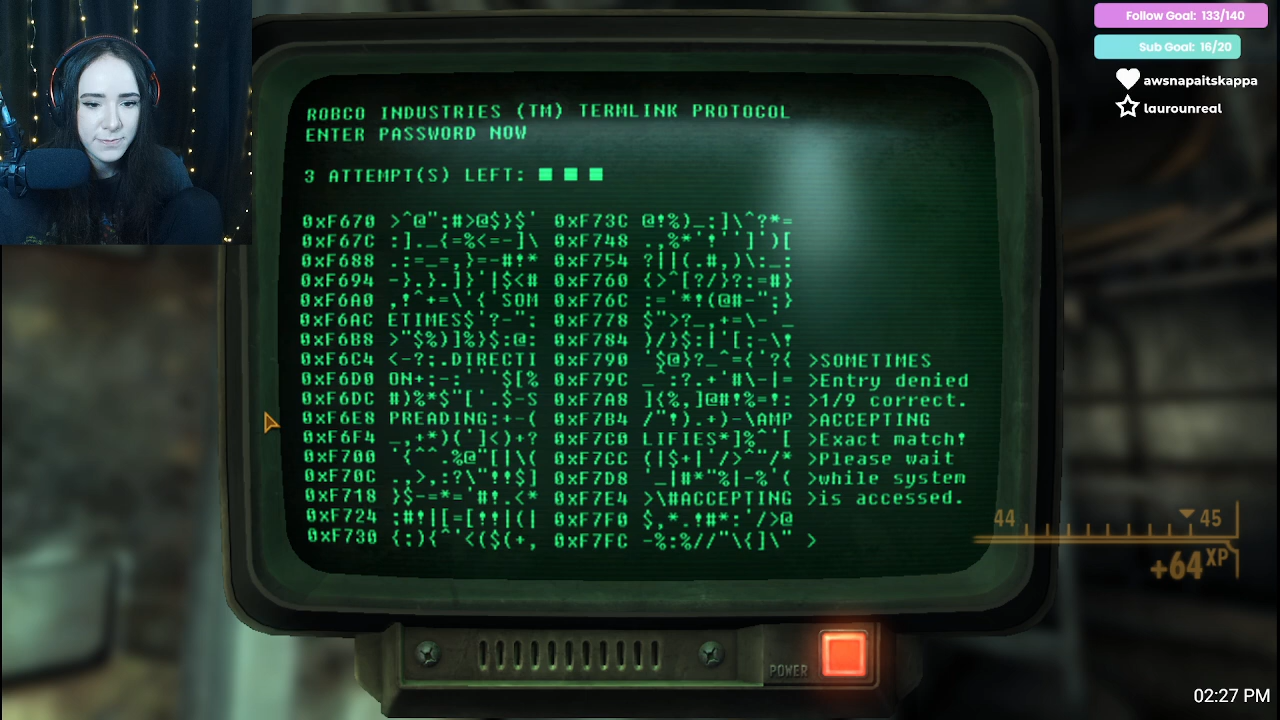 Follow Goal: 133/140
Sub Goal: 16/20
awsnapaitskappa
laurounreal
ROBCO INDUSTRIES (TM) TERMLINK PROTOCOL
ENTER PASSWORD NOW
3 ATTEMPT(S) LEFT: ■ ■ ■
0xF670 >^@":#>@$}$' 0xF73C @!%)_:]\^?*=
0xF67C :]._{=%<=-]\ 0xF748 .,%*'!'']')[
0xF688 .:=_=,}=-#!* 0xF754 ?||(.#,)\:_:
0xF694 -}.}.]}'|$<# 0xF760 {>^[?/}?:=#}
0xF6A0 ,!^+=\'{'SOM 0xF76C :='*!(@#-":}
0xF6AC ETIMES$'?-": 0xF778 $">?_,+=\-'_
0xF6B8 >"$%)]%}$:@: 0xF784 )/)$:|'[:-\!
0xF6C4 <-?:.DIRECTI 0xF790 '$@}?_^={'?{ >SOMETIMES
0xF6D0 ON+:-:'''$[% 0xF79C _^:?.+'#\-|= >Entry denied
0xF6DC #)%*$"['.$-S 0xF7A8 ]{%,]@#!%=!: >1/9 correct.
0xF6E8 PREADING:+-( 0xF7B4 /"!).+)-\AMP >ACCEPTING
0xF6F4 _,+*)(']<)+? 0xF7C0 LIFIES*]%^'[ >Exact match!
0xF700 '{^^.%@"[|\( 0xF7CC (|$+|'/>^"/* >Please wait
0xF70C .,>,:?\"!!$] 0xF7D8 '_|#*"%|-%'( >while system
0xF718 }$-=*='#!.<* 0xF7E4 >\#ACCEPTING >is accessed.
0xF724 :#!|[=[!!|(| 0xF7F0 $,*.!#*:'/>@
0xF730 {:){^'<($(+, 0xF7FC -%:%//"\{]\" >
44 45
+64 XP
POWER
02:27 PM